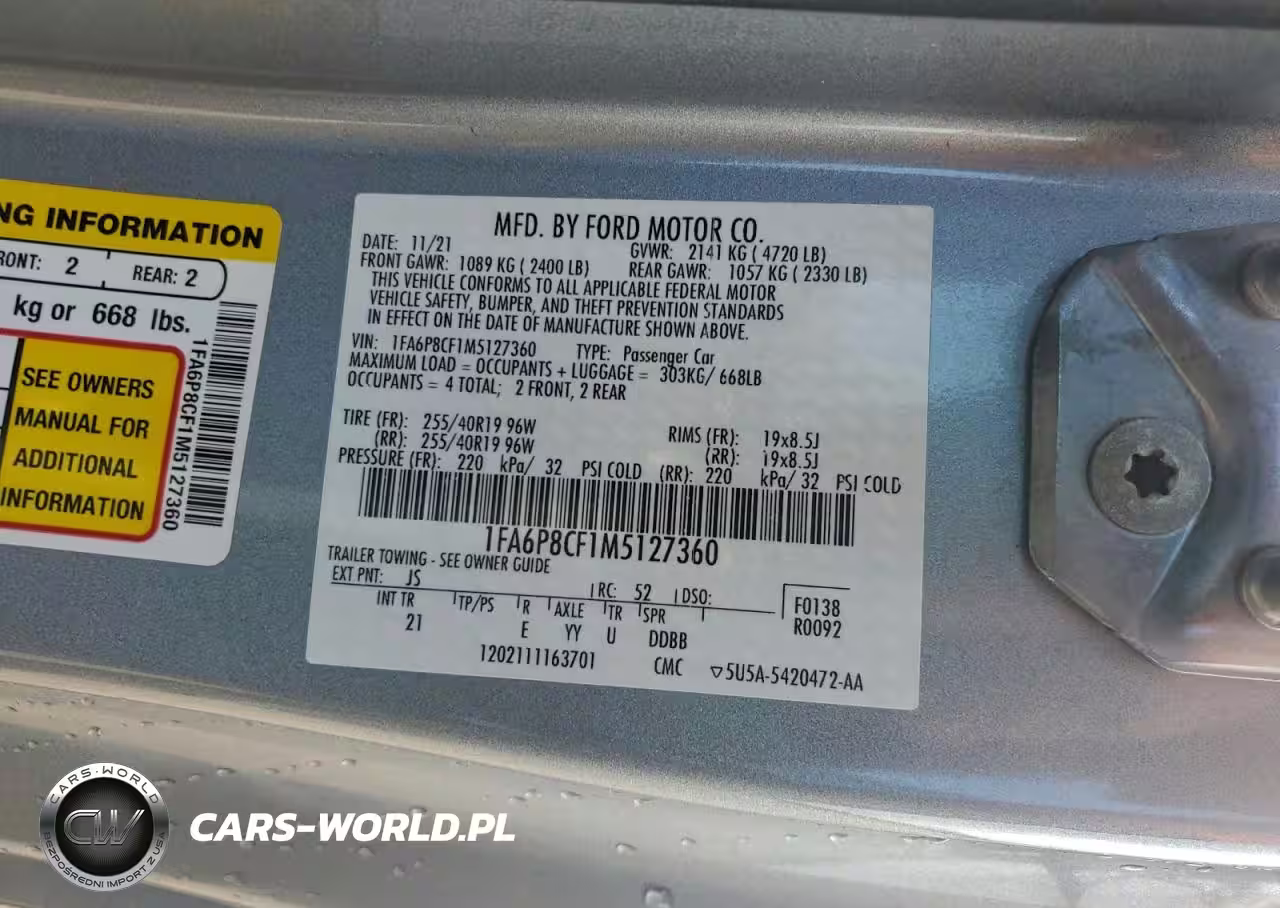 NG INFORMATION
RONT: 2 REAR: 2
kg or 668 lbs.
SEE OWNERS
MANUAL FOR
ADDITIONAL
INFORMATION
1FA6P8CF1M5127360
MFD. BY FORD MOTOR CO.
DATE: 11/21 GVWR: 2141 KG ( 4720 LB)
FRONT GAWR: 1089 KG ( 2400 LB) REAR GAWR: 1057 KG ( 2330 LB)
THIS VEHICLE CONFORMS TO ALL APPLICABLE FEDERAL MOTOR
VEHICLE SAFETY, BUMPER, AND THEFT PREVENTION STANDARDS
IN EFFECT ON THE DATE OF MANUFACTURE SHOWN ABOVE.
VIN: 1FA6P8CF1M5127360 TYPE: Passenger Car
MAXIMUM LOAD = OCCUPANTS + LUGGAGE = 303KG/ 668LB
OCCUPANTS = 4 TOTAL; 2 FRONT, 2 REAR
TIRE (FR): 255/40R19 96W RIMS (FR): 19x8.5J
(RR): 255/40R19 96W (RR): 19x8.5J
PRESSURE (FR): 220 kPa/ 32 PSI COLD (RR): 220 kPa/ 32 PSI COLD
1FA6P8CF1M5127360
TRAILER TOWING - SEE OWNER GUIDE
EXT PNT: JS RC: 52 DSO: F0138
INT TR TP/PS R AXLE TR SPR R0092
21 E YY U DDBB
1202111163701 CMC ▽5U5A-5420472-AA
CARS-WORLD
CW
BEZPOŚREDNI IMPORT Z USA
CARS-WORLD.PL